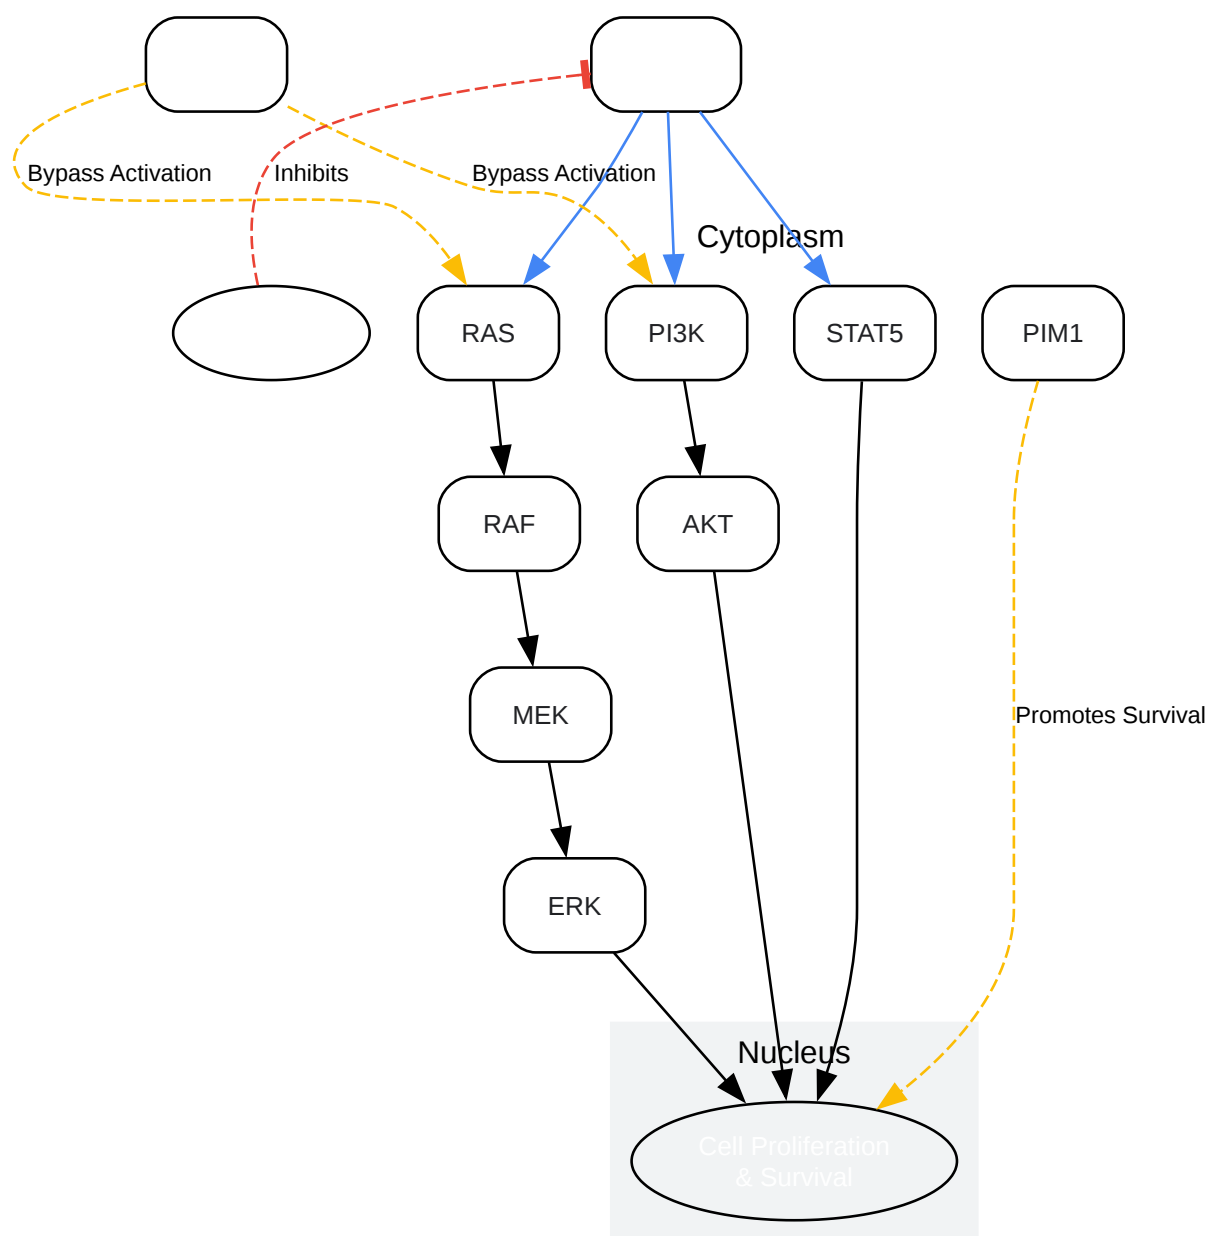 Bypass Activation
Inhibits
Bypass Activation
Cytoplasm
RAS
PI3K
STAT5
PIM1
RAF
AKT
MEK
Promotes Survival
ERK
Nucleus
Cell Proliferation
& Survival